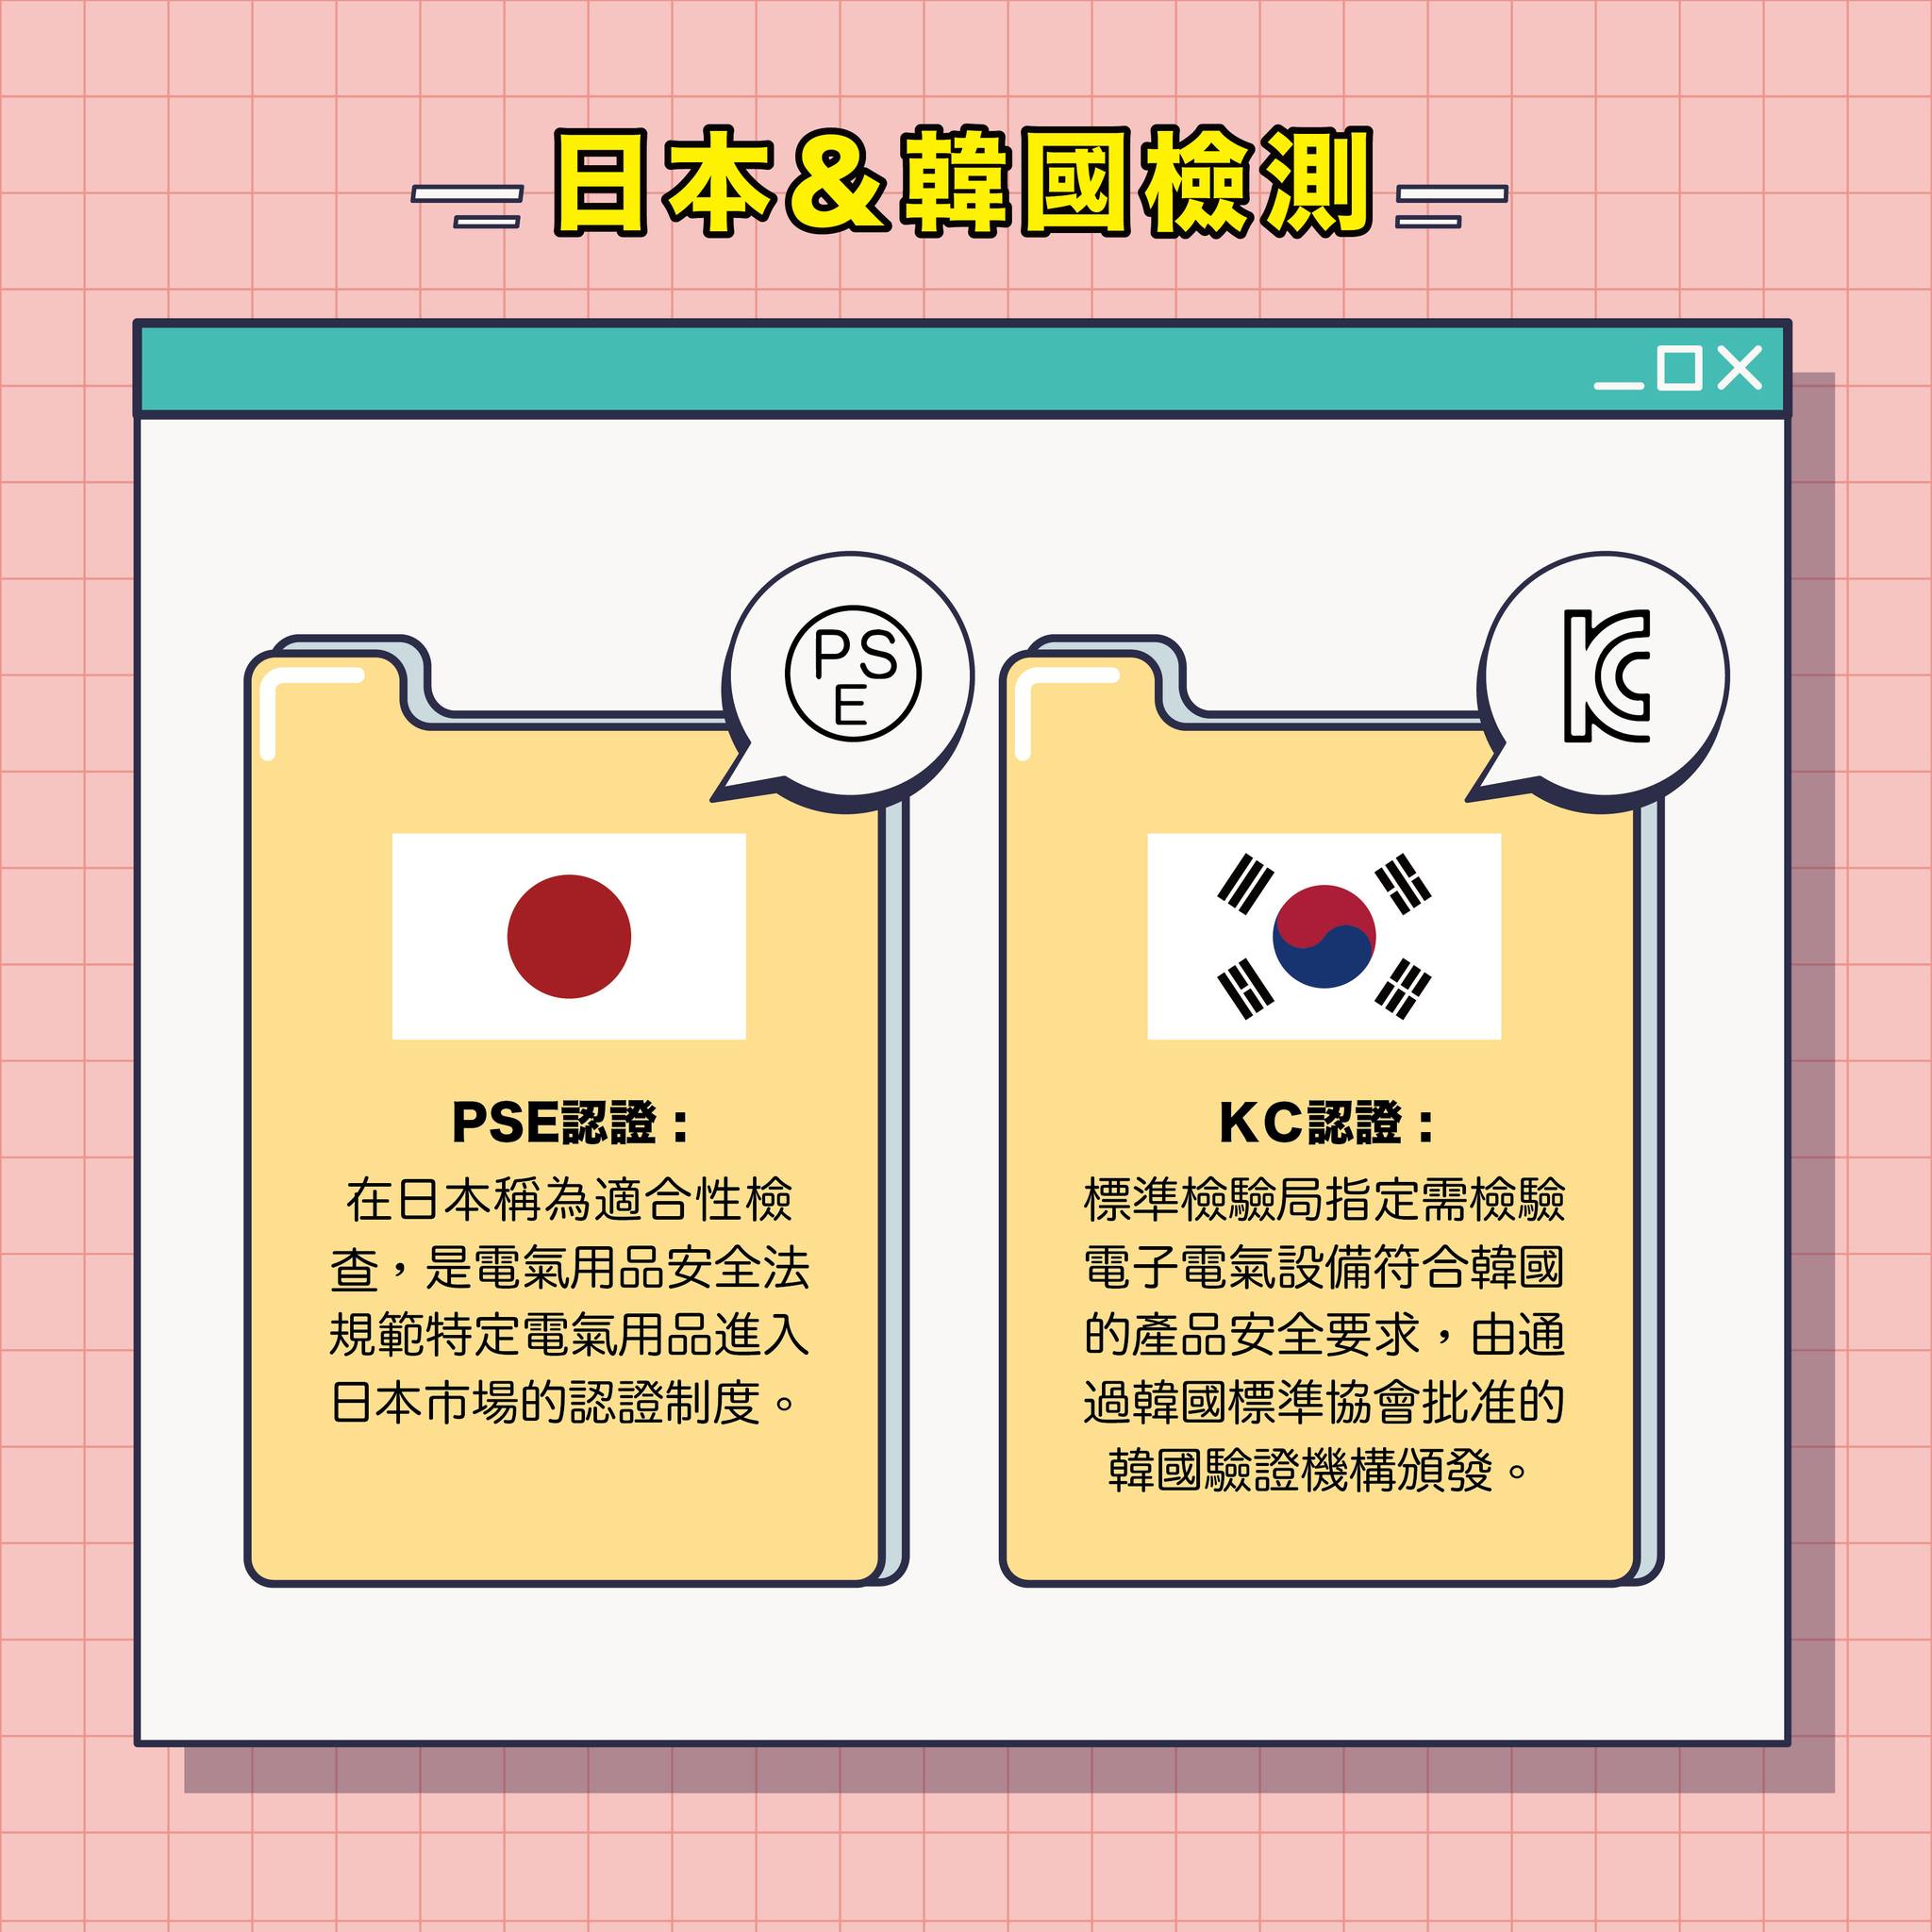 日本&韓國檢測
PS
E
KC
PSE認證：
在日本稱為適合性檢
查，是電氣用品安全法
規範特定電氣用品進入
日本市場的認證制度。
KC認證：
標準檢驗局指定需檢驗
電子電氣設備符合韓國
的產品安全要求，由通
過韓國標準協會批准的
韓國驗證機構頒發。